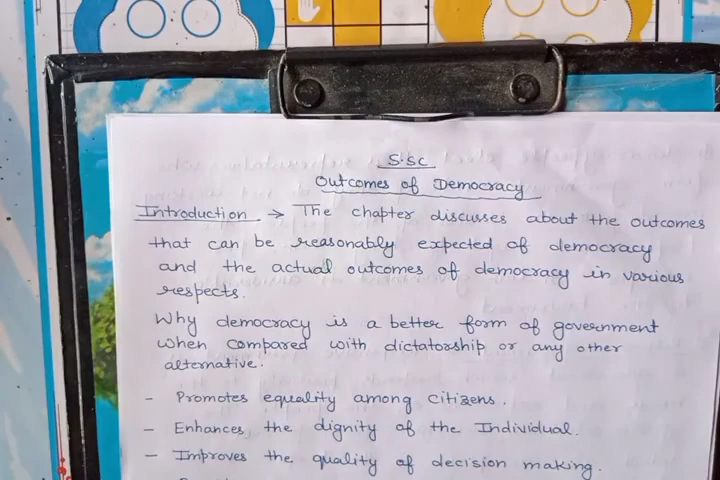 S.SC
Outcomes of Democracy
Introduction → The chapter discusses about the outcomes
that can be reasonably expected of democracy
and the actual outcomes of democracy in various
respects.
Why democracy is a better form of government
when compared with dictatorship or any other
alternative.
- Promotes equality among citizens.
- Enhances the dignity of the Individual.
- Improves the quality of decision making.